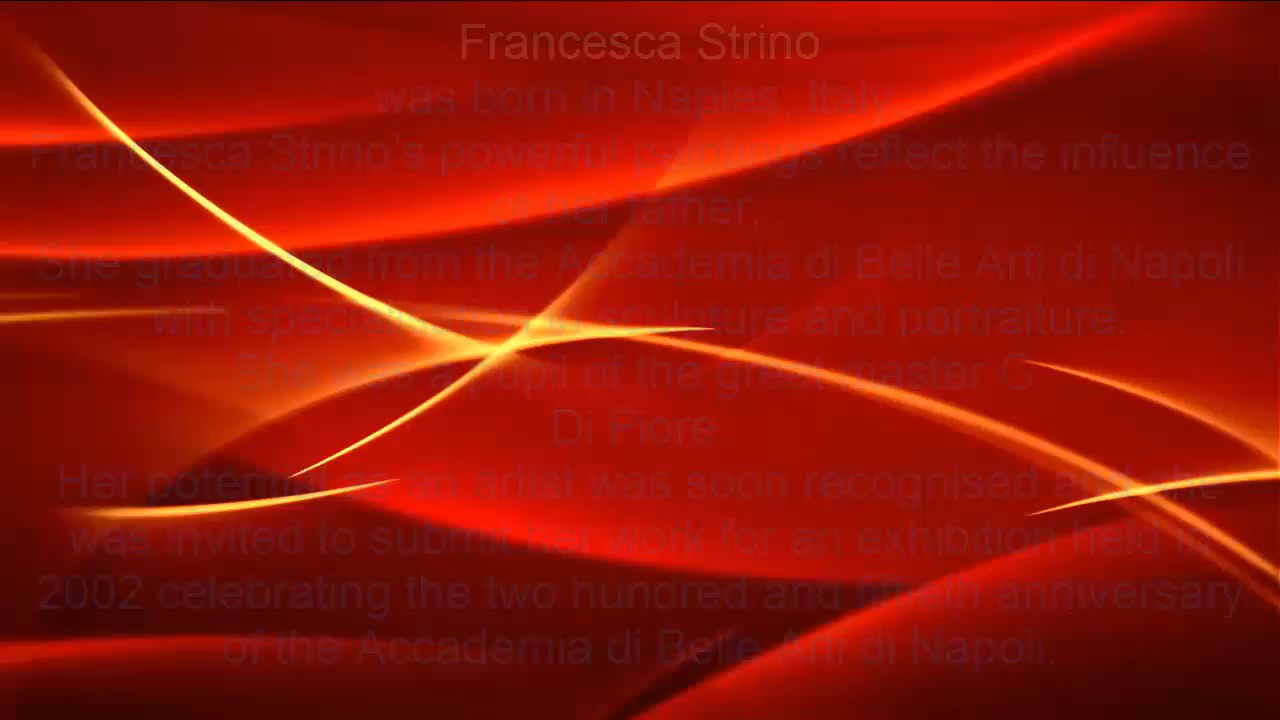 Francesca Strino
was born in Naples, Italy
Francesca Strino's powerful paintings reflect the influence
of her father,
She graduated from the Accademia di Belle Arti di Napoli
with specialisms in sculpture and portraiture.
She was a pupil of the great master G
Di Fiore.
Her potential as an artist was soon recognised and she
was invited to submit her work for an exhibition held in
2002 celebrating the two hundred and fiftieth anniversary
of the Accademia di Belle Arti di Napoli.